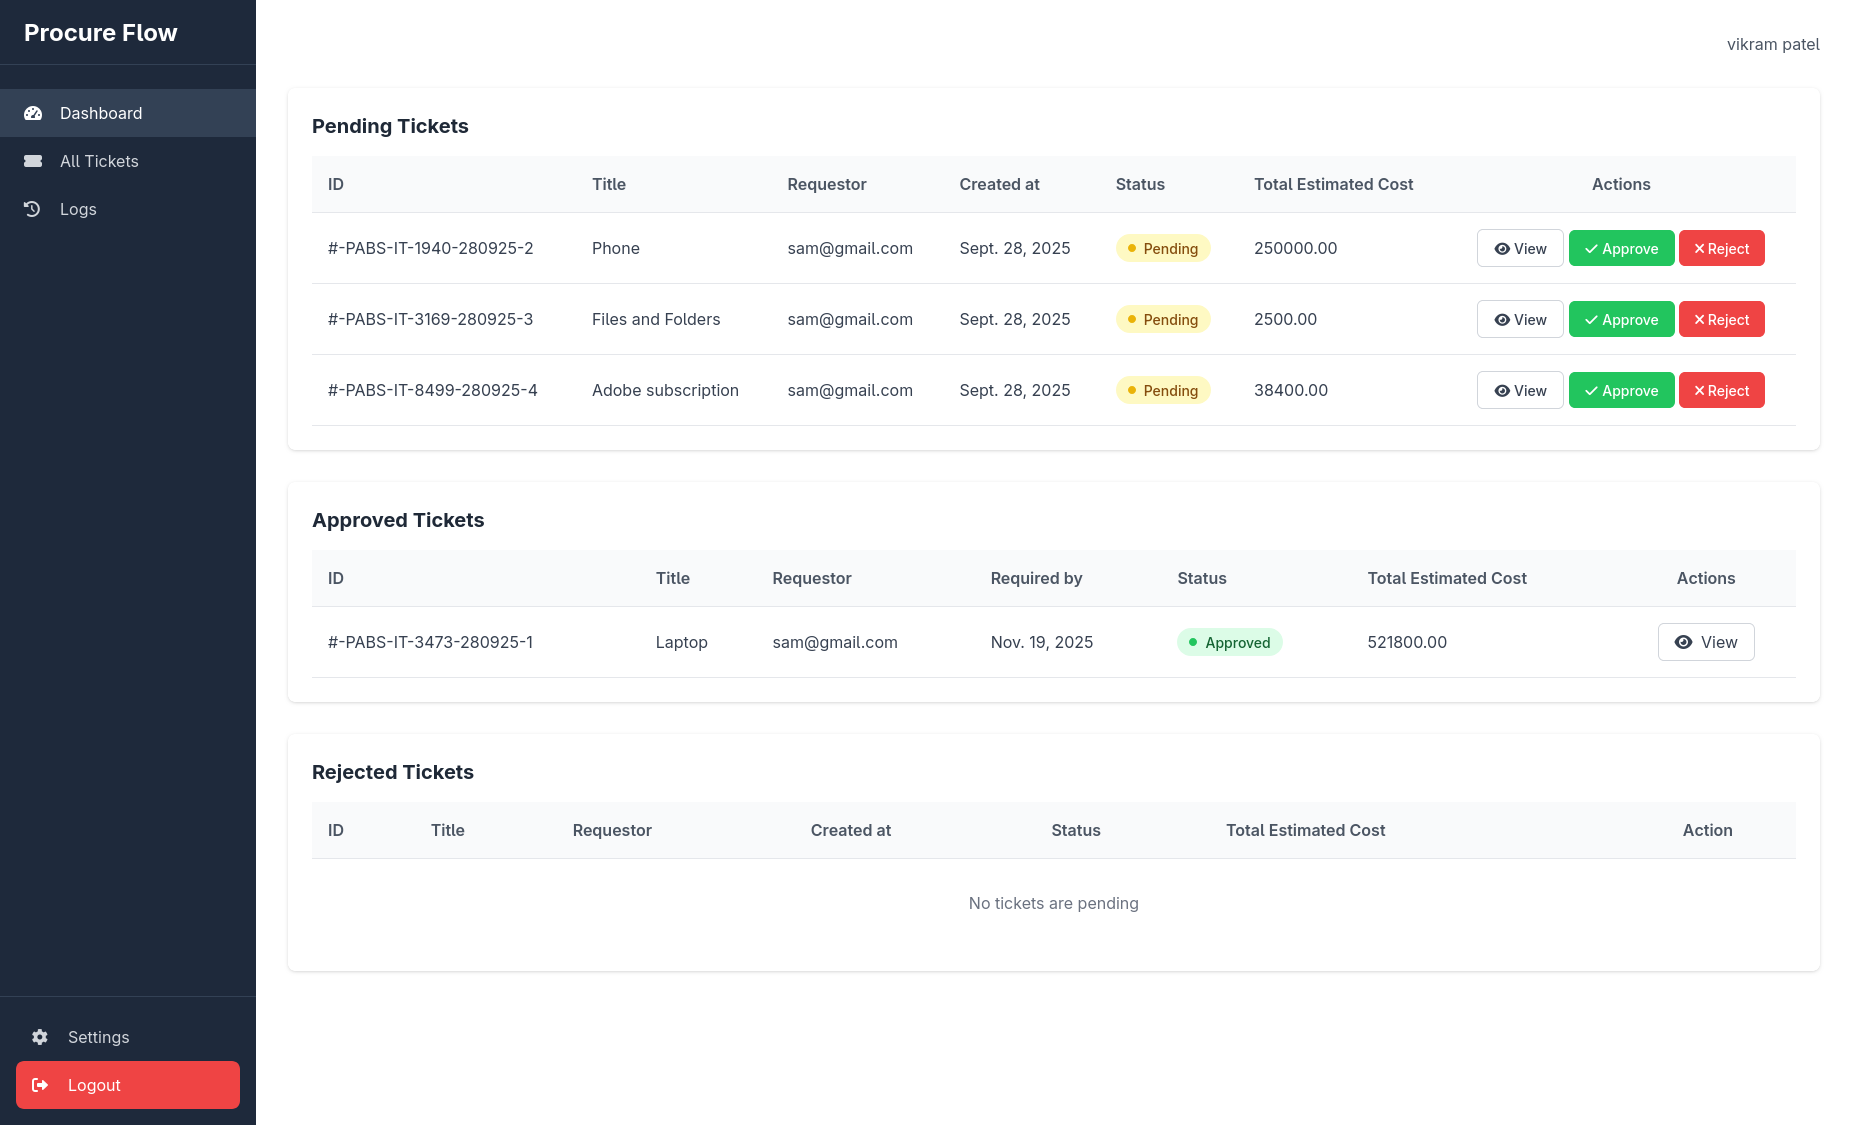 Procure Flow
vikram patel
Dashboard
All Tickets
Logs
Pending Tickets
ID Title Requestor Created at Status Total Estimated Cost Actions
#-PABS-IT-1940-280925-2 Phone sam@gmail.com Sept. 28, 2025 Pending 250000.00 View Approve Reject
#-PABS-IT-3169-280925-3 Files and Folders sam@gmail.com Sept. 28, 2025 Pending 2500.00 View Approve Reject
#-PABS-IT-8499-280925-4 Adobe subscription sam@gmail.com Sept. 28, 2025 Pending 38400.00 View Approve Reject
Approved Tickets
ID Title Requestor Required by Status Total Estimated Cost Actions
#-PABS-IT-3473-280925-1 Laptop sam@gmail.com Nov. 19, 2025 Approved 521800.00 View
Rejected Tickets
ID Title Requestor Created at Status Total Estimated Cost Action
No tickets are pending
Settings
Logout